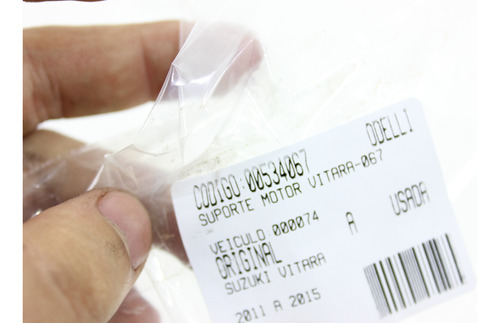 ODELLI
CODIGO:00534067
SUPORTE MOTOR VITARA-067
VEICULO 000074 A USADA
ORIGINAL
SUZUKI VITARA
2011 A 2015